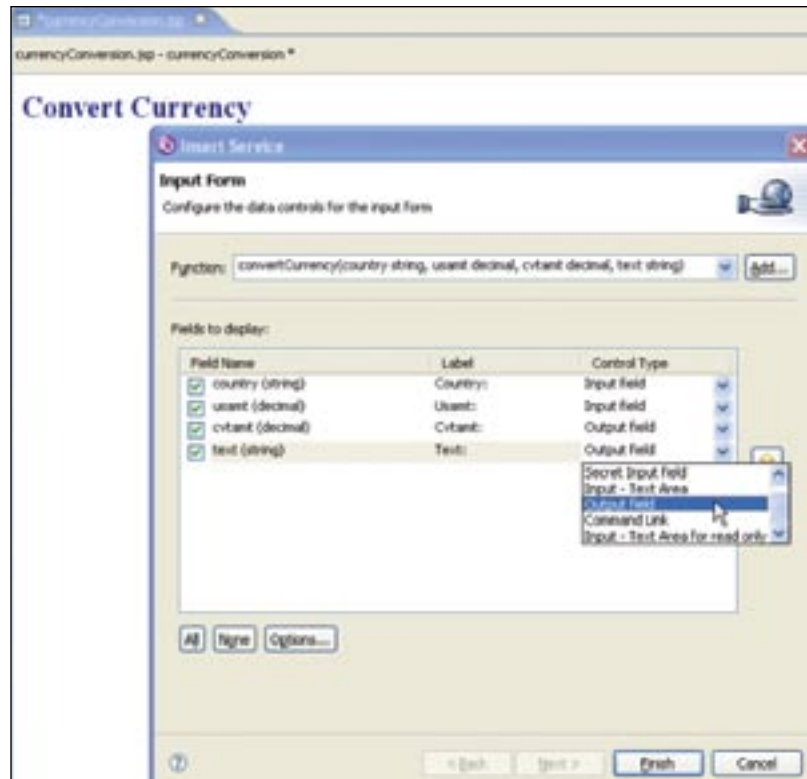 *currencyConversion.jsp
currencyConversion.jsp - currencyConversion *
Convert Currency
Insert Service
Input Form
Configure the data controls for the input form
Function: convertCurrency(country string, usamt decimal, cvtamt decimal, text string) Add...
Fields to display:
Field Name Label Control Type
country (string) Country: Input field
usamt (decimal) Usamt: Input field
cvtamt (decimal) Cvtamt: Output field
text (string) Text: Output field
Secret Input field
Input - Text Area
Output field
Command Link
Input - Text Area for read only
All None Options...
< Back Next > Finish Cancel